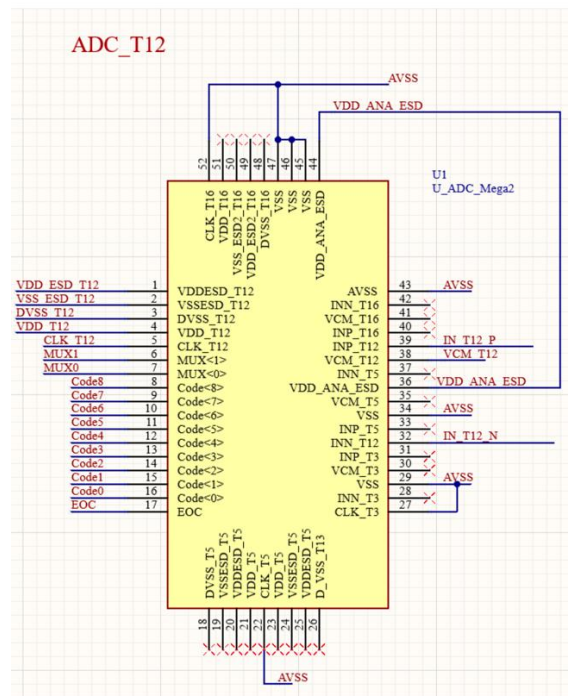 ADC_T12
AVSS
VDD_ANA_ESD
52 51 50 49 48 47 46 45 44
U1
U_ADC_Mega2
CLK_T16
VDD_T16
VSS_ESD2_T16
VDD_ESD2_T16
DVSS_T16
VSS
VSS
VSS
VDD_ANA_ESD
VDD_ESD_T12 1 VDDESD_T12
VSS_ESD_T12 2 VSSESD_T12
DVSS_T12 3 DVSS_T12
VDD_T12 4 VDD_T12
CLK_T12 5 CLK_T12
MUX1 6 MUX<1>
MUX0 7 MUX<0>
Code8 8 Code<8>
Code7 9 Code<7>
Code6 10 Code<6>
Code5 11 Code<5>
Code4 12 Code<4>
Code3 13 Code<3>
Code2 14 Code<2>
Code1 15 Code<1>
Code0 16 Code<0>
EOC 17 EOC
AVSS 43 AVSS
INN_T16 42
VCM_T16 41
INP_T16 40
INP_T12 39 IN_T12_P
VCM_T12 38 VCM_T12
INN_T5 37
VDD_ANA_ESD 36 VDD_ANA_ESD
VCM_T5 35
VSS 34 AVSS
INP_T5 33
INN_T12 32 IN_T12_N
INP_T3 31
VCM_T3 30
VSS 29 AVSS
INN_T3 28
CLK_T3 27
DVSS_T5
VSSESD_T5
VDDESD_T5
VDD_T5
CLK_T5
VDD_T5
VSSESD_T5
VDDESD_T5
D_VSS_T13
18 19 20 21 22 23 24 25 26
AVSS